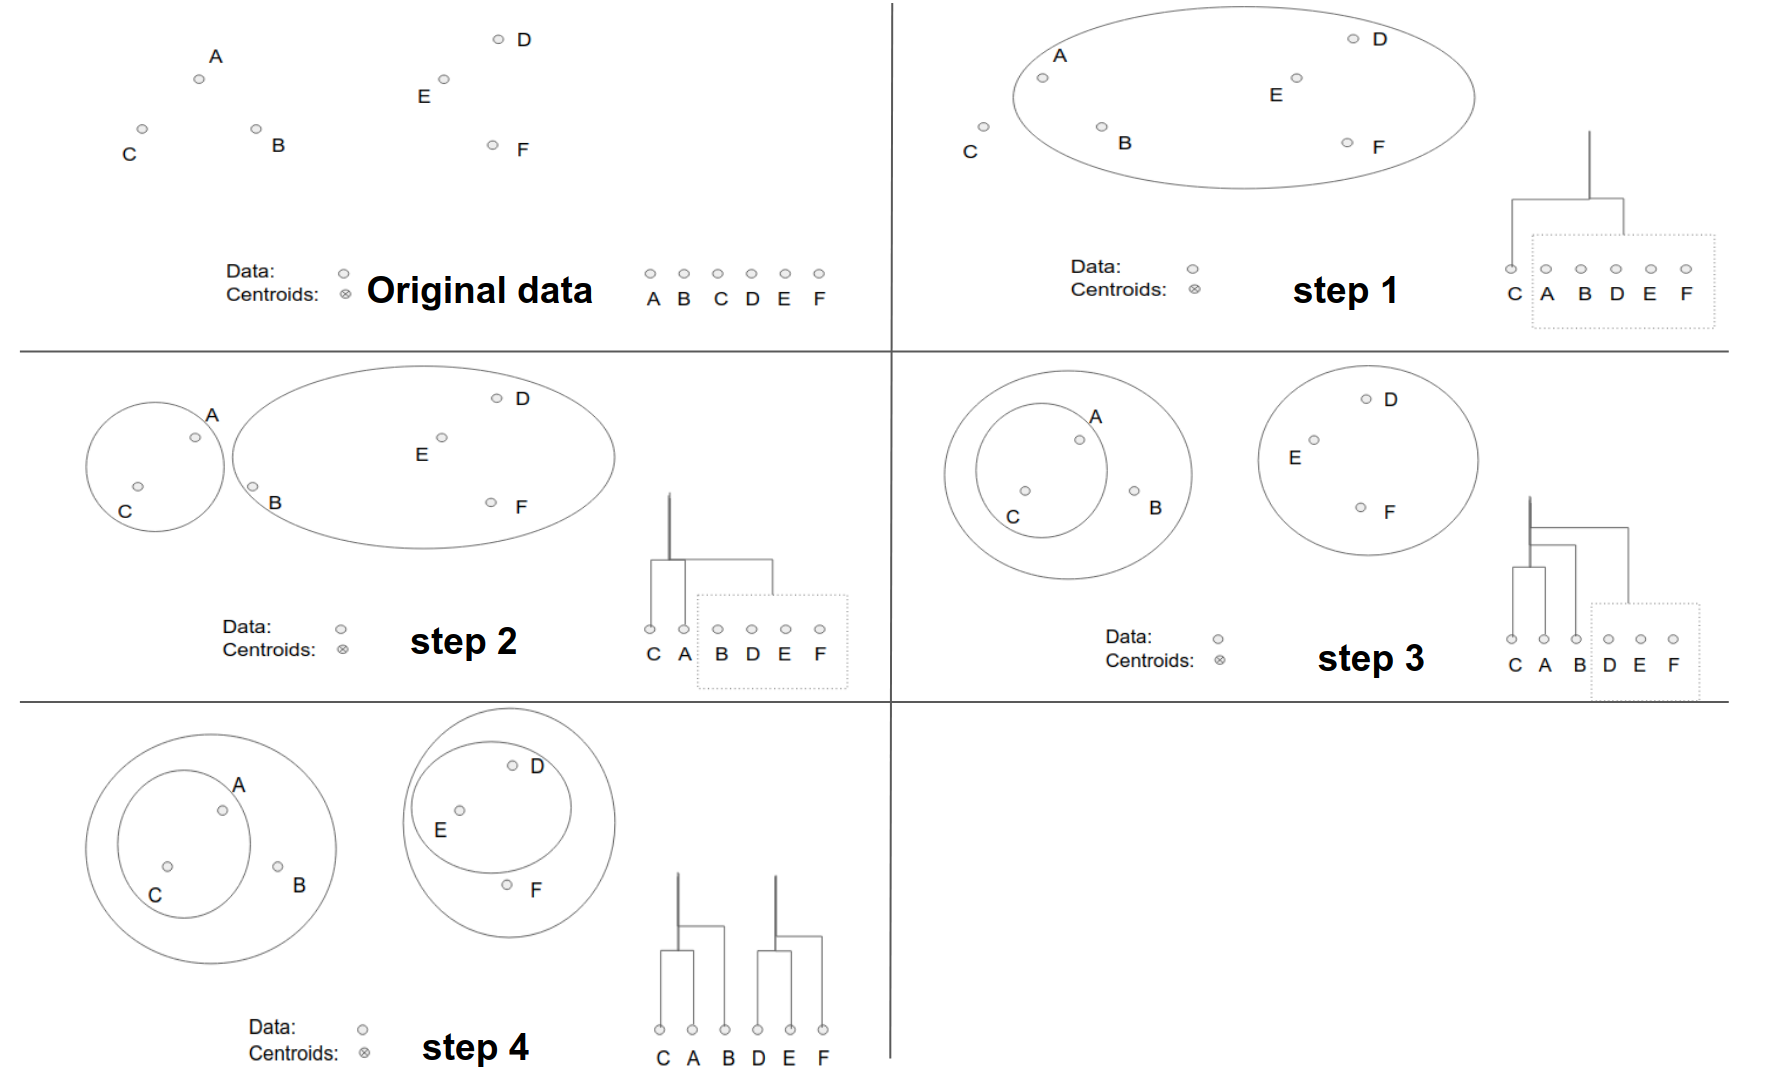 A
D
E
C
B
F
Data:
Centroids:
Original data
A B C D E F
A
D
E
B
C
F
Data:
Centroids:
step 1
C A B D E F
A
D
E
C
B
F
Data:
Centroids:
step 2
C A B D E F
A
D
E
C
B
F
Data:
Centroids:
step 3
C A B D E F
A
D
E
C
B
F
Data:
Centroids:
step 4
C A B D E F